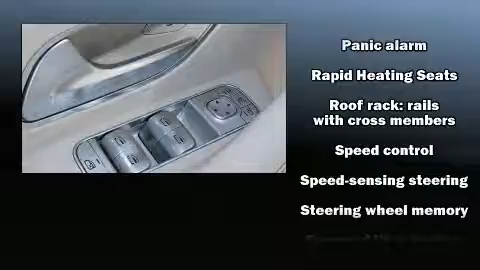 Panic alarm
Rapid Heating Seats
Roof rack: rails
with cross members
Speed control
Speed-sensing steering
Steering wheel memory